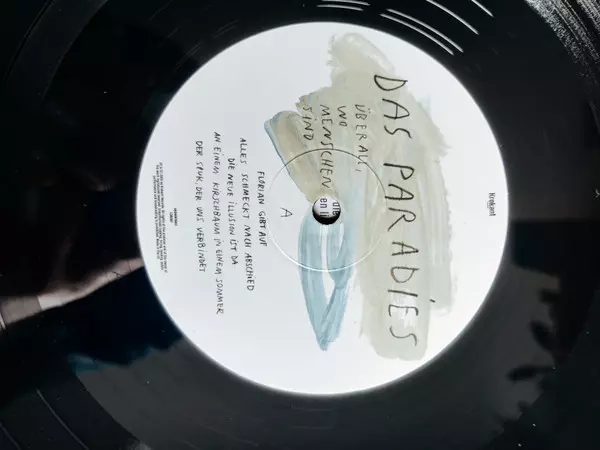 Krokant
DAS PARADIES
ÜBERALL,
WO
MENSCHEN
SIND
A
FLORIAN GIBT AUF
ALLES SCHMECKT NACH ABSCHIED
DIE NEUE ILLUSION IST DA
AN EINEM KIRSCHBAUM IN EINEM SOMMER
DER SPUK, DER UNS VERBINDET